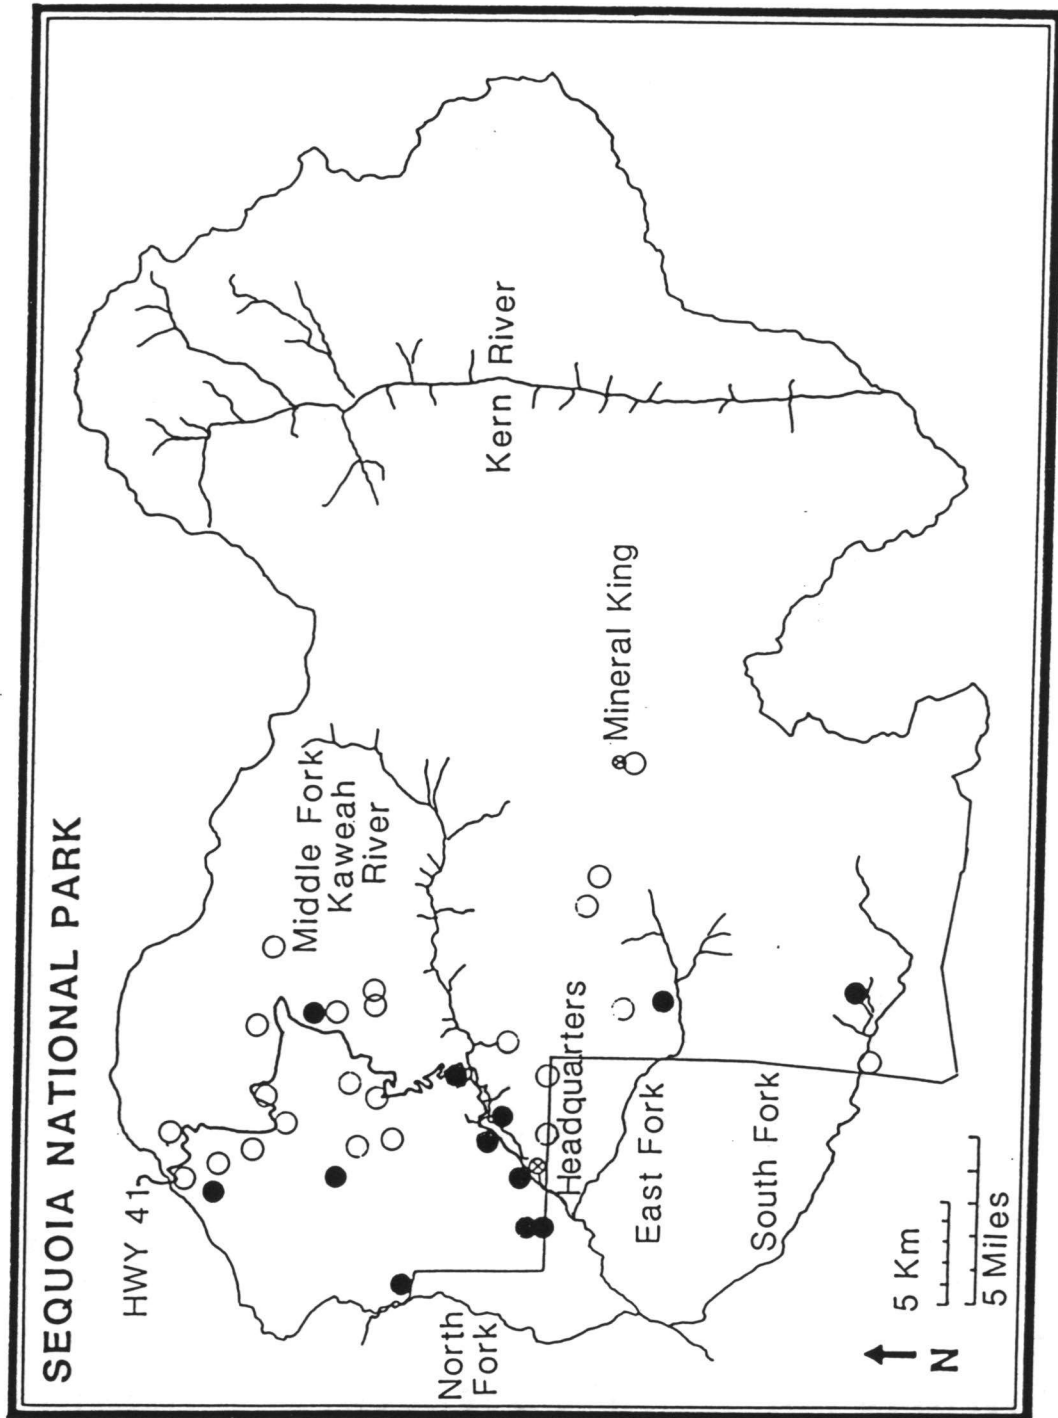 SEQUOIA NATIONAL PARK
HWY 41
Middle Fork
Kaweah
River
Kern River
Mineral King
North
Fork
Headquarters
East Fork
South Fork
N
5 Km
5 Miles